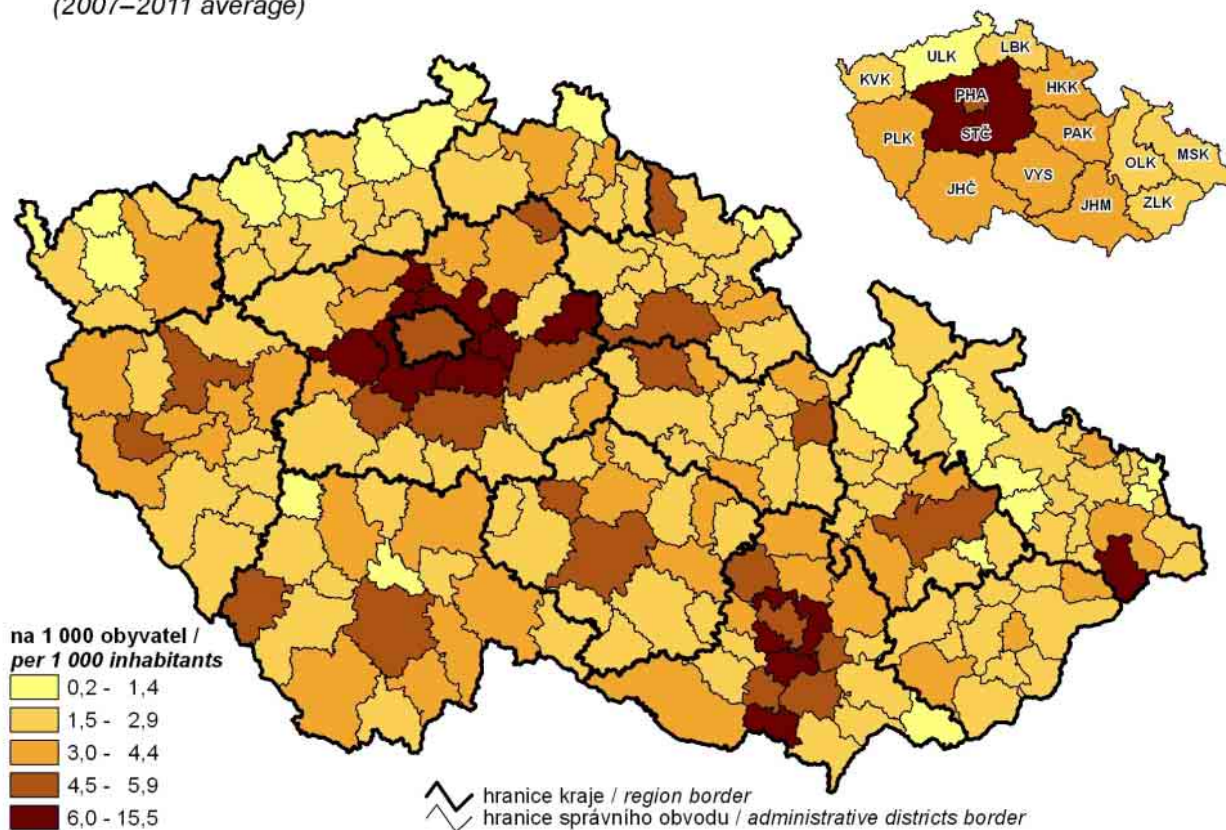 (2007–2011 average)
ULK
LBK
KVK
PHA
HKK
STČ
PLK
PAK
OLK
MSK
VYS
JHČ
JHM
ZLK
na 1 000 obyvatel /
per 1 000 inhabitants
0,2 - 1,4
1,5 - 2,9
3,0 - 4,4
4,5 - 5,9
6,0 - 15,5
hranice kraje / region border
hranice správního obvodu / administrative districts border